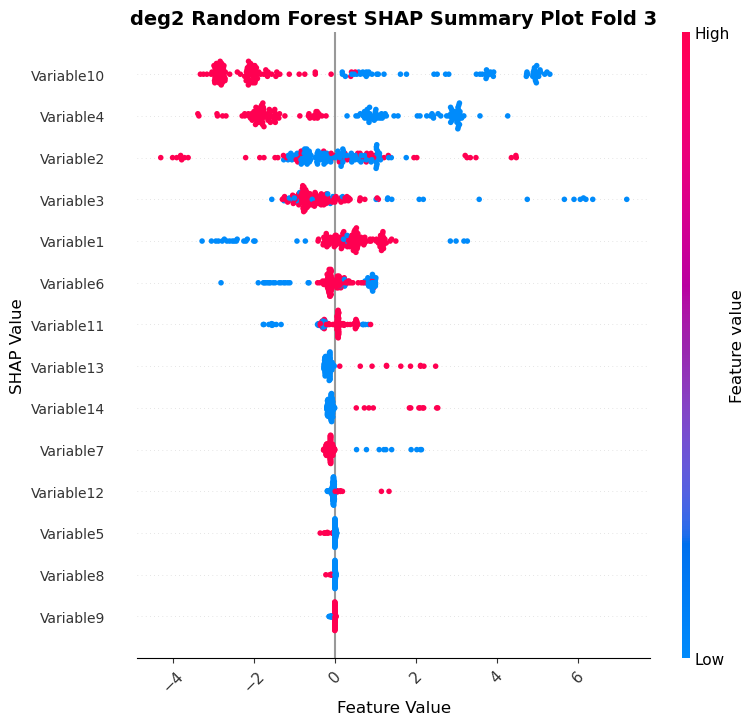 deg2 Random Forest SHAP Summary Plot Fold 3
High
Variable10
Variable4
Variable2
Variable3
Variable1
Variable6
Variable11
Variable13
Variable14
Variable7
Variable12
Variable5
Variable8
Variable9
SHAP Value
Feature value
Low
−4 −2 0 2 4 6
Feature Value